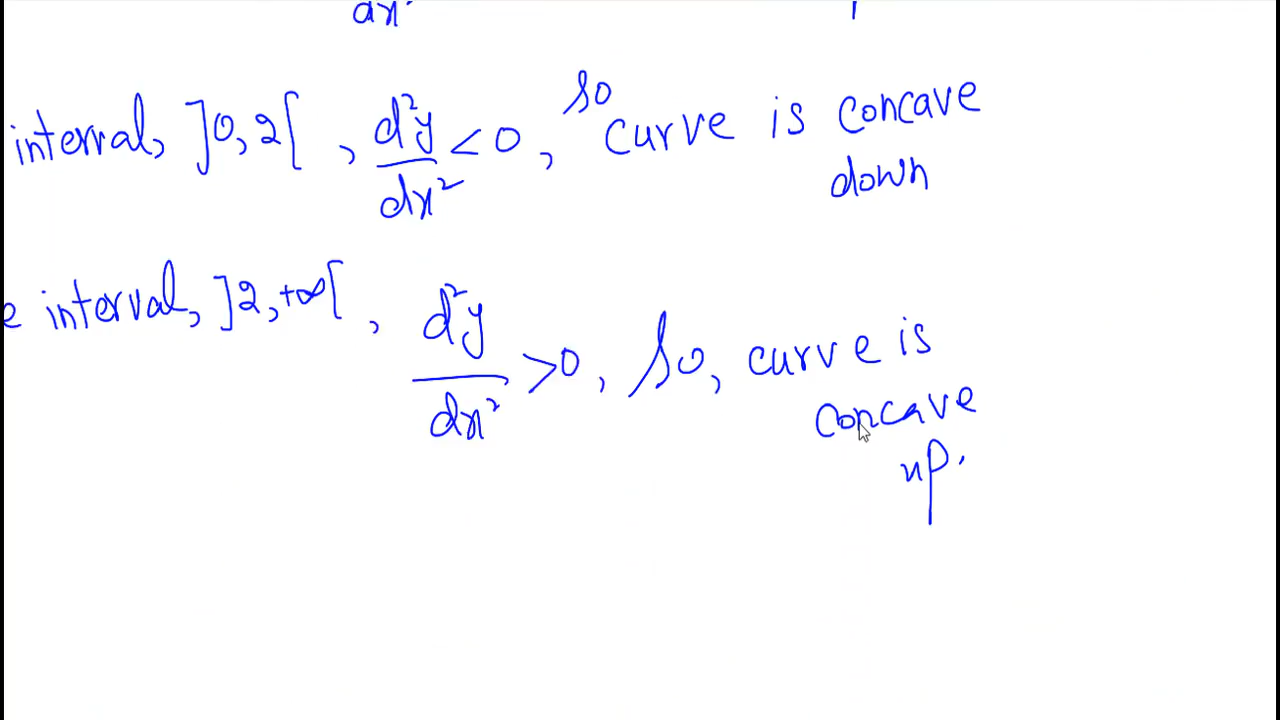 dx²
interval, ]0, 2[ , d²y/dx² < 0, so curve is concave
down
e interval, ]2, +∞[ , d²y/dx² > 0, So, curve is
concave
up.